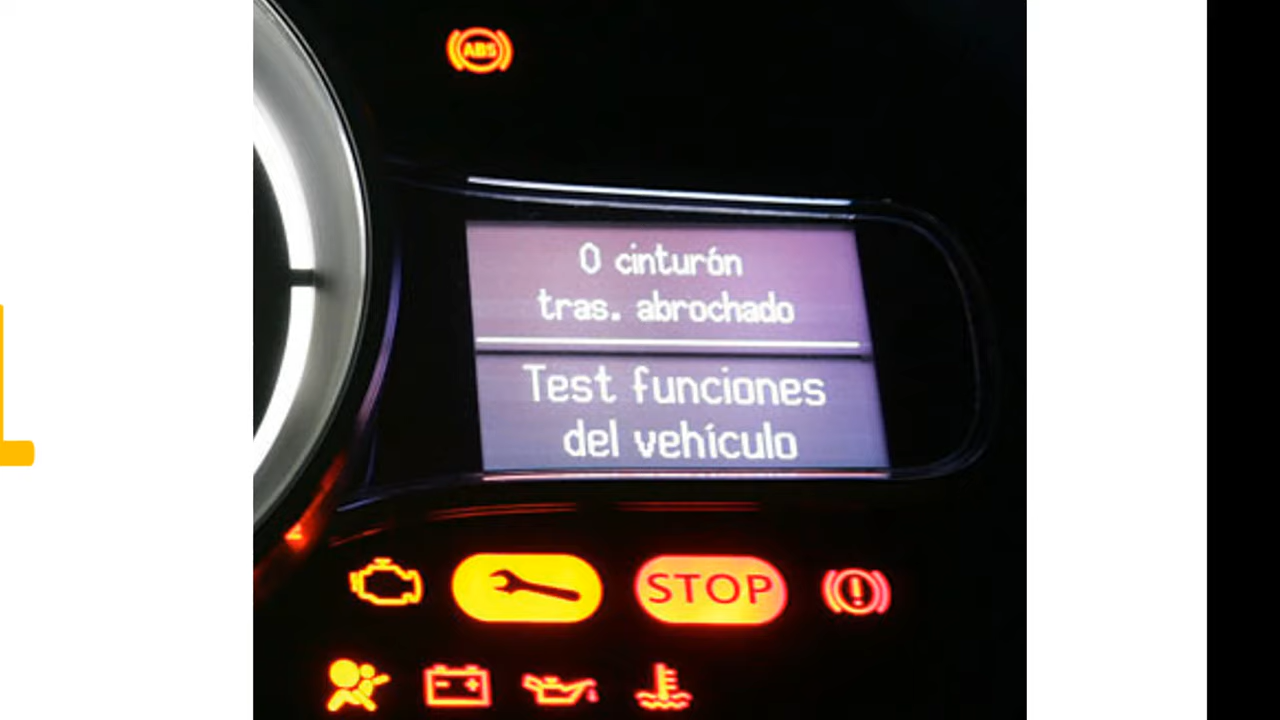 ABS
0 cinturón
tras. abrochado
Test funciones
del vehículo
STOP